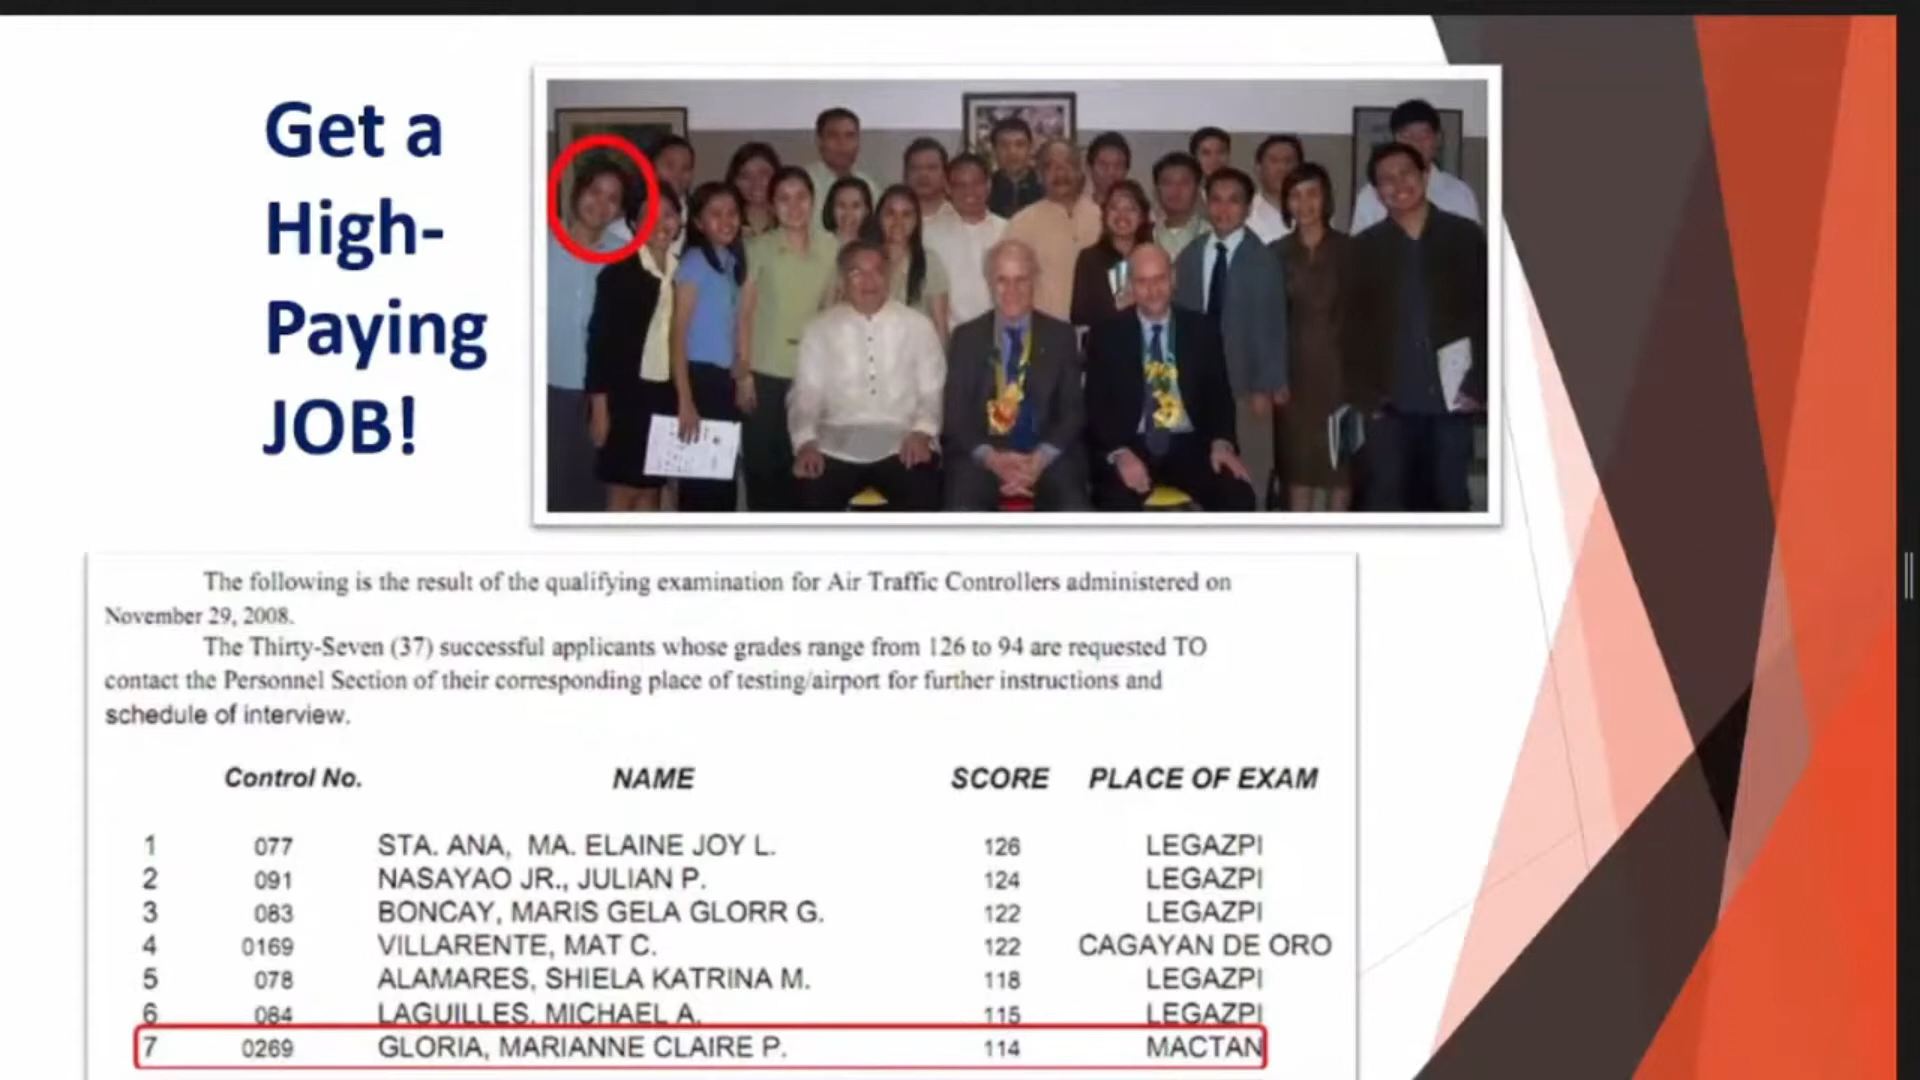 Get a
High-
Paying
JOB!
The following is the result of the qualifying examination for Air Traffic Controllers administered on
November 29, 2008.
The Thirty-Seven (37) successful applicants whose grades range from 126 to 94 are requested TO
contact the Personnel Section of their corresponding place of testing/airport for further instructions and
schedule of interview.
Control No. NAME SCORE PLACE OF EXAM
1 077 STA. ANA, MA. ELAINE JOY L. 126 LEGAZPI
2 091 NASAYAO JR., JULIAN P. 124 LEGAZPI
3 083 BONCAY, MARIS GELA GLORR G. 122 LEGAZPI
4 0169 VILLARENTE, MAT C. 122 CAGAYAN DE ORO
5 078 ALAMARES, SHIELA KATRINA M. 118 LEGAZPI
6 084 LAGUILLES, MICHAEL A. 115 LEGAZPI
7 0269 GLORIA, MARIANNE CLAIRE P. 114 MACTAN